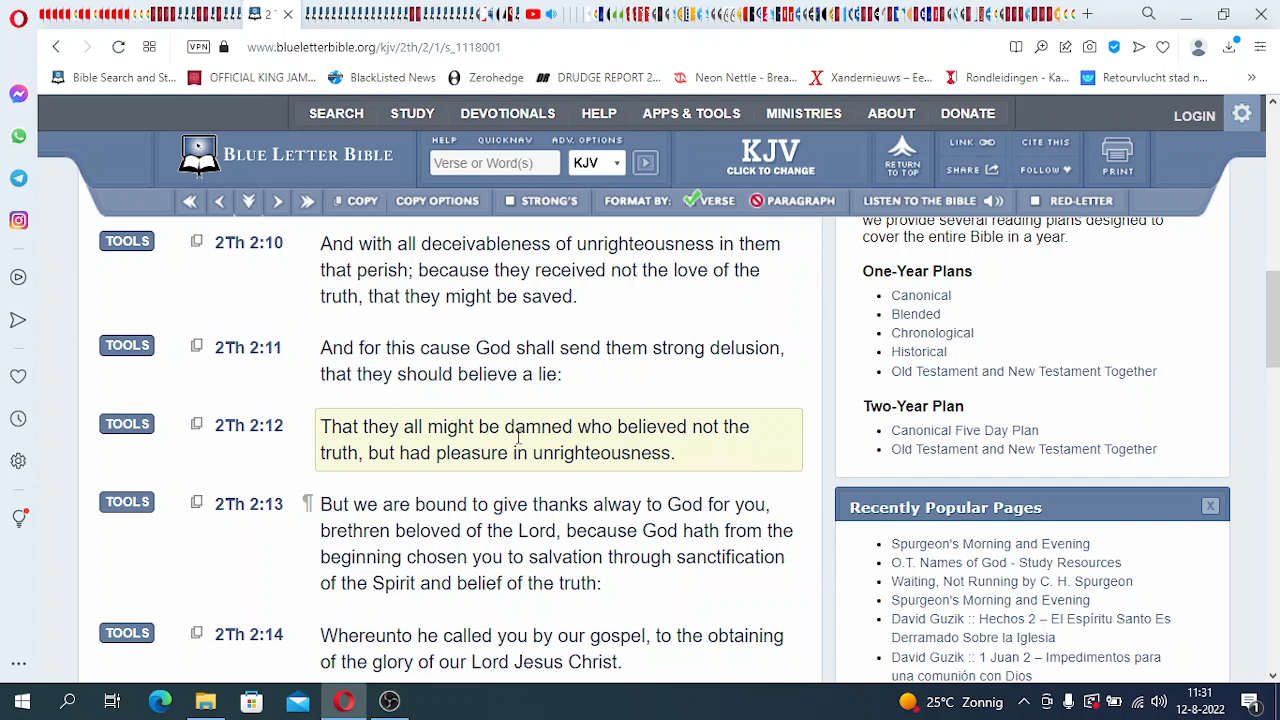 2
www.blueletterbible.org/kjv/2th/2/1/s_1118001
VPN
Bible Search and St...
OFFICIAL KING JAM...
BlackListed News
Zerohedge
DRUDGE REPORT 2...
Neon Nettle - Brea...
Xandernieuws – Ee...
Rondleidingen - Ka...
Retourvlucht stad n...
SEARCH STUDY DEVOTIONALS HELP APPS & TOOLS MINISTRIES ABOUT DONATE
LOGIN
BLUE LETTER BIBLE
HELP QUICKNAV ADV. OPTIONS
Verse or Word(s)
KJV
KJV
CLICK TO CHANGE
RETURN
TO TOP
LINK
SHARE
CITE THIS
FOLLOW
PRINT
COPY COPY OPTIONS STRONG'S FORMAT BY: VERSE PARAGRAPH LISTEN TO THE BIBLE RED-LETTER
TOOLS 2Th 2:10 And with all deceivableness of unrighteousness in them
that perish; because they received not the love of the
truth, that they might be saved.
TOOLS 2Th 2:11 And for this cause God shall send them strong delusion,
that they should believe a lie:
TOOLS 2Th 2:12 That they all might be damned who believed not the
truth, but had pleasure in unrighteousness.
TOOLS 2Th 2:13 ¶ But we are bound to give thanks alway to God for you,
brethren beloved of the Lord, because God hath from the
beginning chosen you to salvation through sanctification
of the Spirit and belief of the truth:
TOOLS 2Th 2:14 Whereunto he called you by our gospel, to the obtaining
of the glory of our Lord Jesus Christ.
we provide several reading plans designed to
cover the entire Bible in a year.
One-Year Plans
Canonical
Blended
Chronological
Historical
Old Testament and New Testament Together
Two-Year Plan
Canonical Five Day Plan
Old Testament and New Testament Together
Recently Popular Pages
Spurgeon's Morning and Evening
O.T. Names of God - Study Resources
Waiting, Not Running by C. H. Spurgeon
Spurgeon's Morning and Evening
David Guzik :: Hechos 2 – El Espíritu Santo Es
Derramado Sobre la Iglesia
David Guzik :: 1 Juan 2 – Impedimentos para
una comunión con Dios
25°C Zonnig
11:31
12-8-2022
1